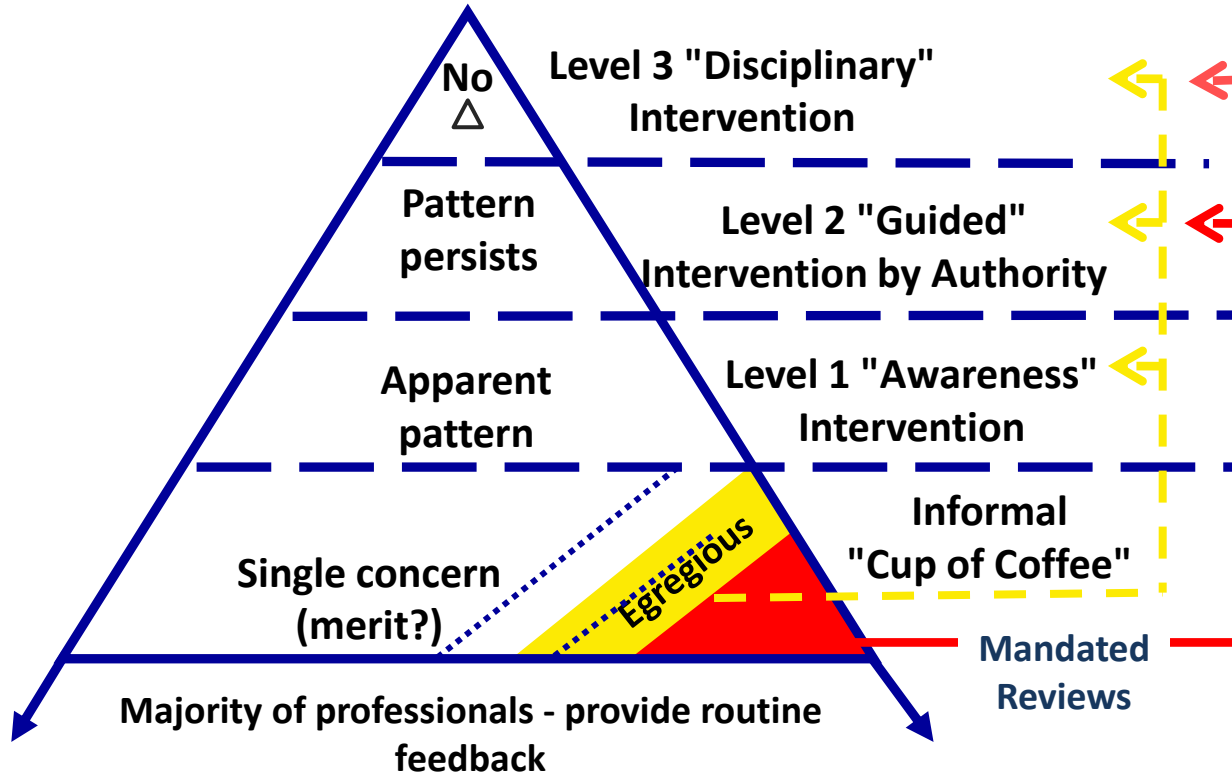 No
△
Level 3 "Disciplinary"
Intervention
Pattern
persists
Level 2 "Guided"
Intervention by Authority
Apparent
pattern
Level 1 "Awareness"
Intervention
Single concern
(merit?)
Egregious
Informal
"Cup of Coffee"
Mandated
Reviews
Majority of professionals - provide routine
feedback